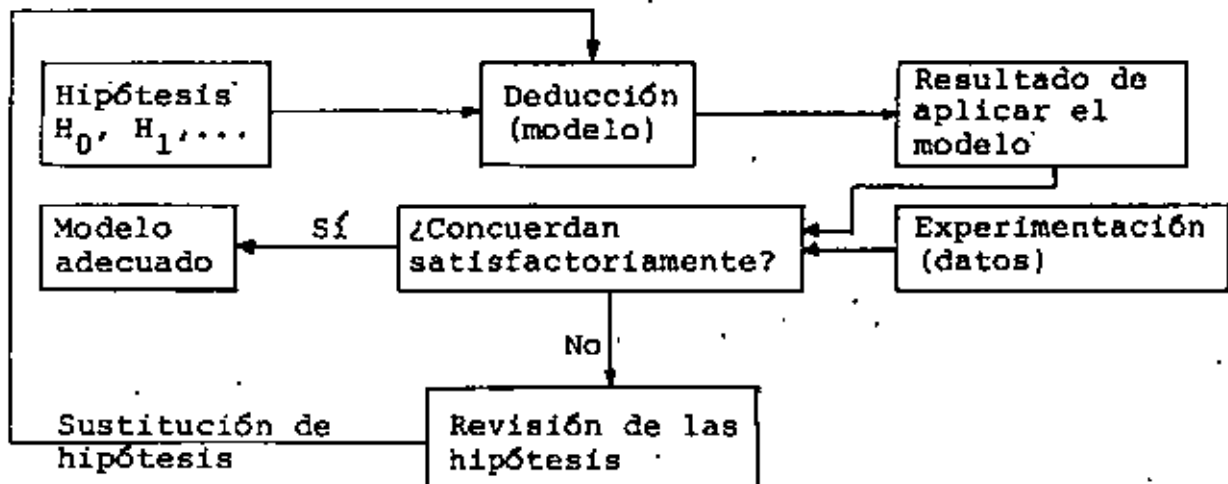 Hipótesis
H0, H1,...
Deducción
(modelo)
Resultado de
aplicar el
modelo
Modelo
adecuado
Sí
¿Concuerdan
satisfactoriamente?
Experimentación
(datos)
No
Sustitución de
hipótesis
Revisión de las
hipótesis